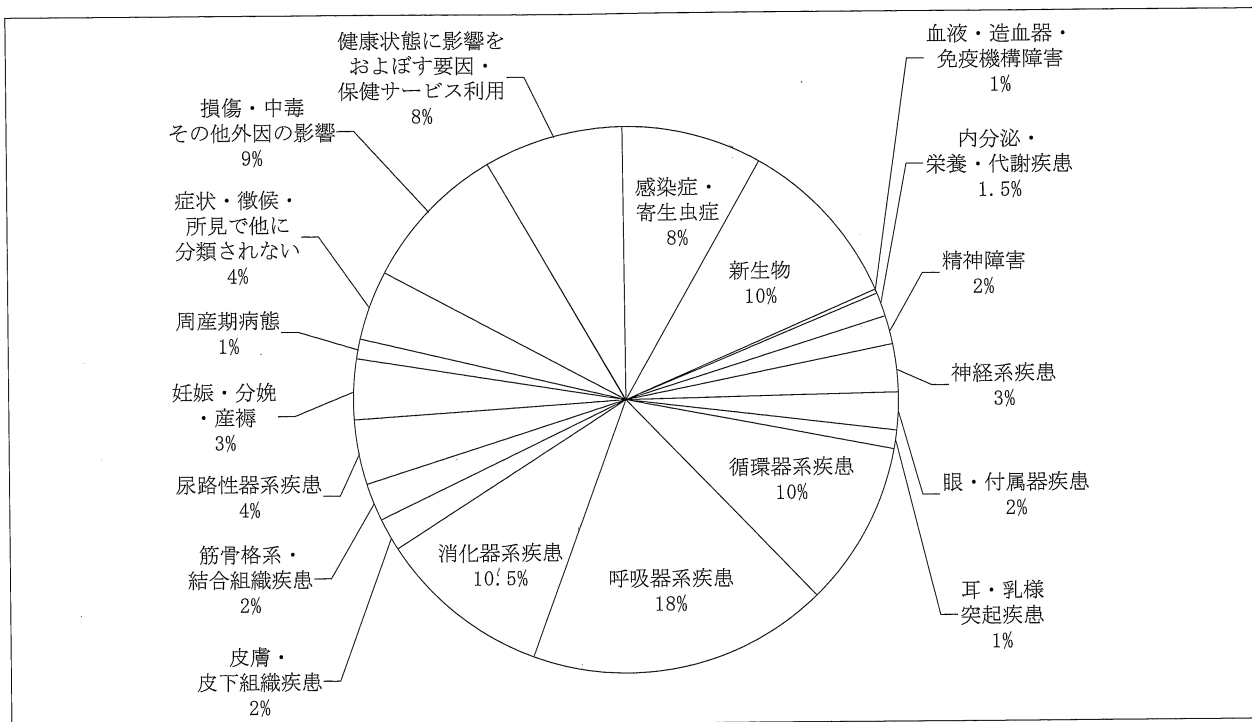 健康状態に影響を
およぼす要因・
保健サービス利用
8%
血液・造血器・
免疫機構障害
1%
内分泌・
栄養・代謝疾患
1.5%
精神障害
2%
神経系疾患
3%
眼・付属器疾患
2%
耳・乳様
突起疾患
1%
感染症・
寄生虫症
8%
新生物
10%
循環器系疾患
10%
呼吸器系疾患
18%
消化器系疾患
10.5%
皮膚・
皮下組織疾患
2%
筋骨格系・
結合組織疾患
2%
尿路性器系疾患
4%
妊娠・分娩
・産褥
3%
周産期病態
1%
症状・徴候・
所見で他に
分類されない
4%
損傷・中毒
その他外因の影響
9%